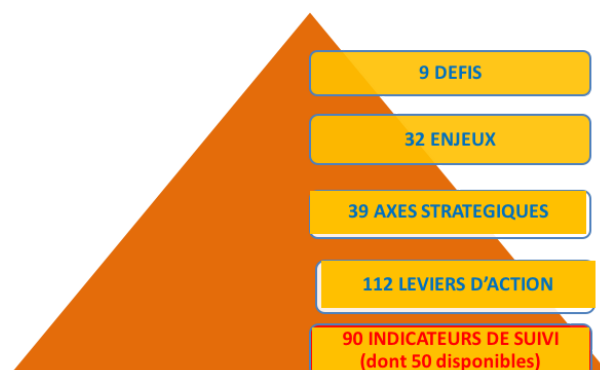 9 DEFIS
32 ENJEUX
39 AXES STRATEGIQUES
112 LEVIERS D’ACTION
90 INDICATEURS DE SUIVI
(dont 50 disponibles)